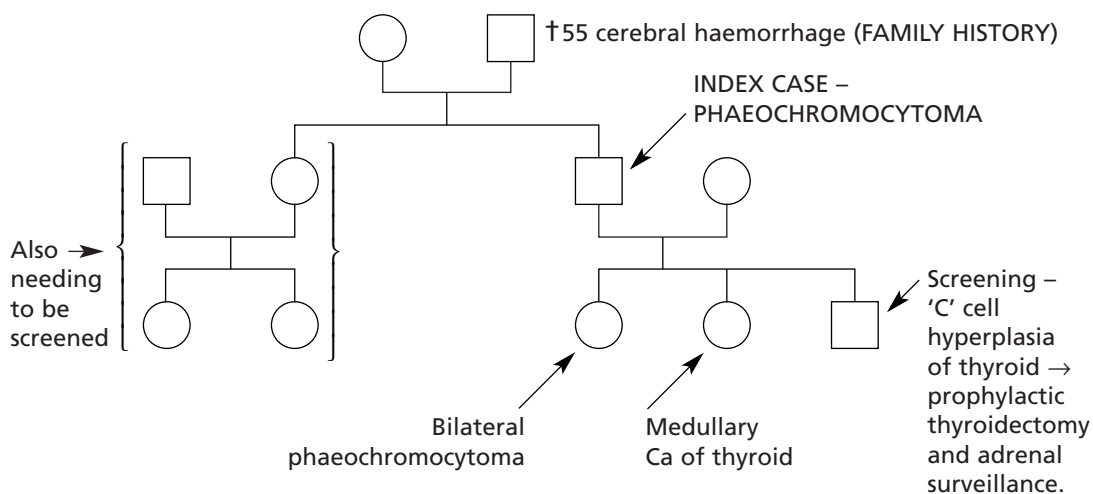 †55 cerebral haemorrhage (FAMILY HISTORY)
INDEX CASE –
PHAEOCHROMOCYTOMA
Also
needing
to be
screened
Screening –
‘C’ cell
hyperplasia
of thyroid →
prophylactic
thyroidectomy
and adrenal
surveillance.
Bilateral
phaeochromocytoma
Medullary
Ca of thyroid